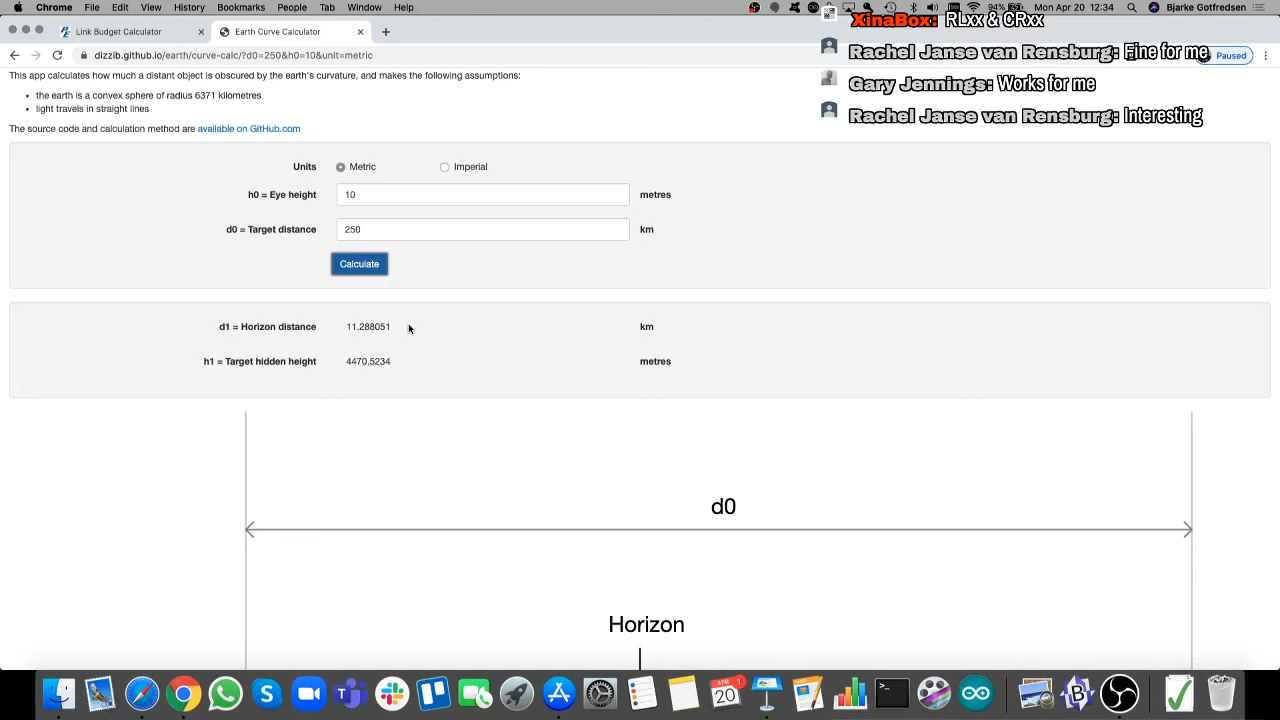 Chrome File Edit View History Bookmarks People Tab Window Help
94% Mon Apr 20 12:34 Bjarke Gotfredsen
XinaBox: RLxx & CRxx
Link Budget Calculator
Earth Curve Calculator
dizzib.github.io/earth/curve-calc/?d0=250&h0=10&unit=metric
Paused
Rachel Janse van Rensburg: Fine for me
This app calculates how much a distant object is obscured by the earth's curvature, and makes the following assumptions:
Gary Jennings: Works for me
the earth is a convex sphere of radius 6371 kilometres
light travels in straight lines
Rachel Janse van Rensburg: Interesting
The source code and calculation method are available on GitHub.com
Units Metric Imperial
h0 = Eye height 10 metres
d0 = Target distance 250 km
Calculate
d1 = Horizon distance 11.288051 km
h1 = Target hidden height 4470.5234 metres
d0
Horizon
APR 1
20